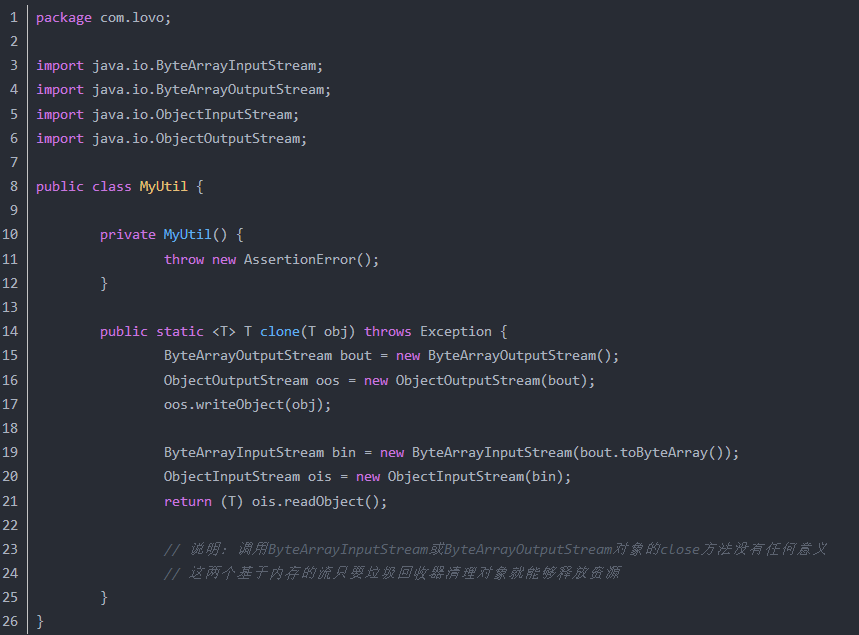 1 package com.lovo;
2
3 import java.io.ByteArrayInputStream;
4 import java.io.ByteArrayOutputStream;
5 import java.io.ObjectInputStream;
6 import java.io.ObjectOutputStream;
7
8 public class MyUtil {
9
10 private MyUtil() {
11 throw new AssertionError();
12 }
13
14 public static <T> T clone(T obj) throws Exception {
15 ByteArrayOutputStream bout = new ByteArrayOutputStream();
16 ObjectOutputStream oos = new ObjectOutputStream(bout);
17 oos.writeObject(obj);
18
19 ByteArrayInputStream bin = new ByteArrayInputStream(bout.toByteArray());
20 ObjectInputStream ois = new ObjectInputStream(bin);
21 return (T) ois.readObject();
22
23 // 说明：调用ByteArrayInputStream或ByteArrayOutputStream对象的close方法没有任何意义
24 // 这两个基于内存的流只要垃圾回收器清理对象就能够释放资源
25 }
26 }